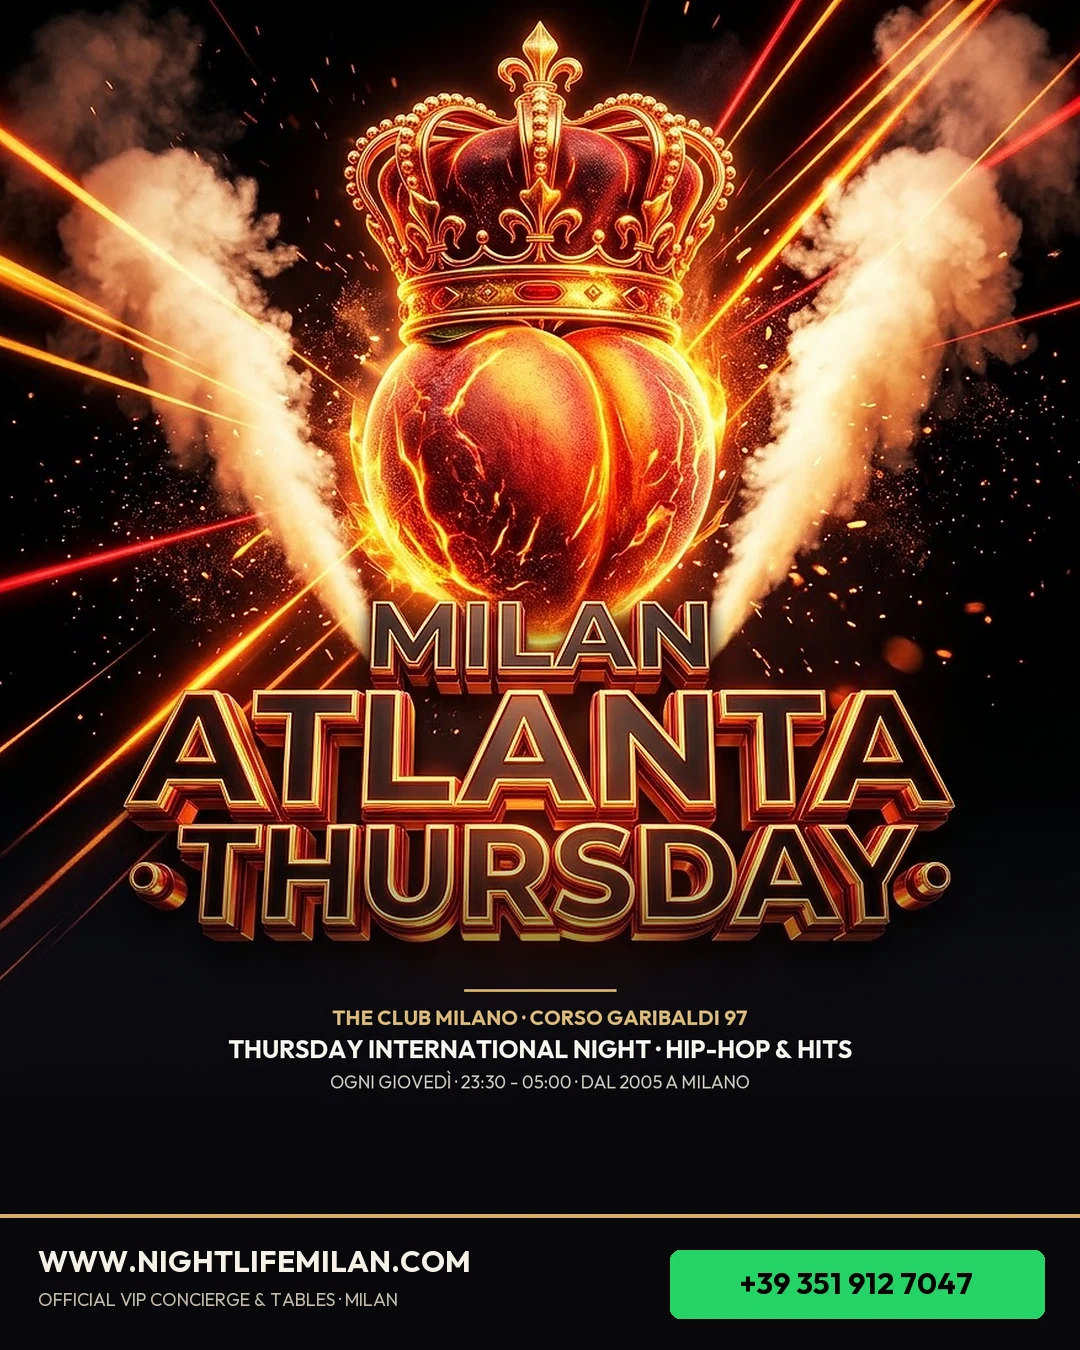 MILAN
ATLANTA
• THURSDAY •
THE CLUB MILANO · CORSO GARIBALDI 97
THURSDAY INTERNATIONAL NIGHT · HIP-HOP & HITS
OGNI GIOVEDÌ · 23:30 - 05:00 · DAL 2005 A MILANO
WWW.NIGHTLIFEMILAN.COM
OFFICIAL VIP CONCIERGE & TABLES · MILAN
+39 351 912 7047